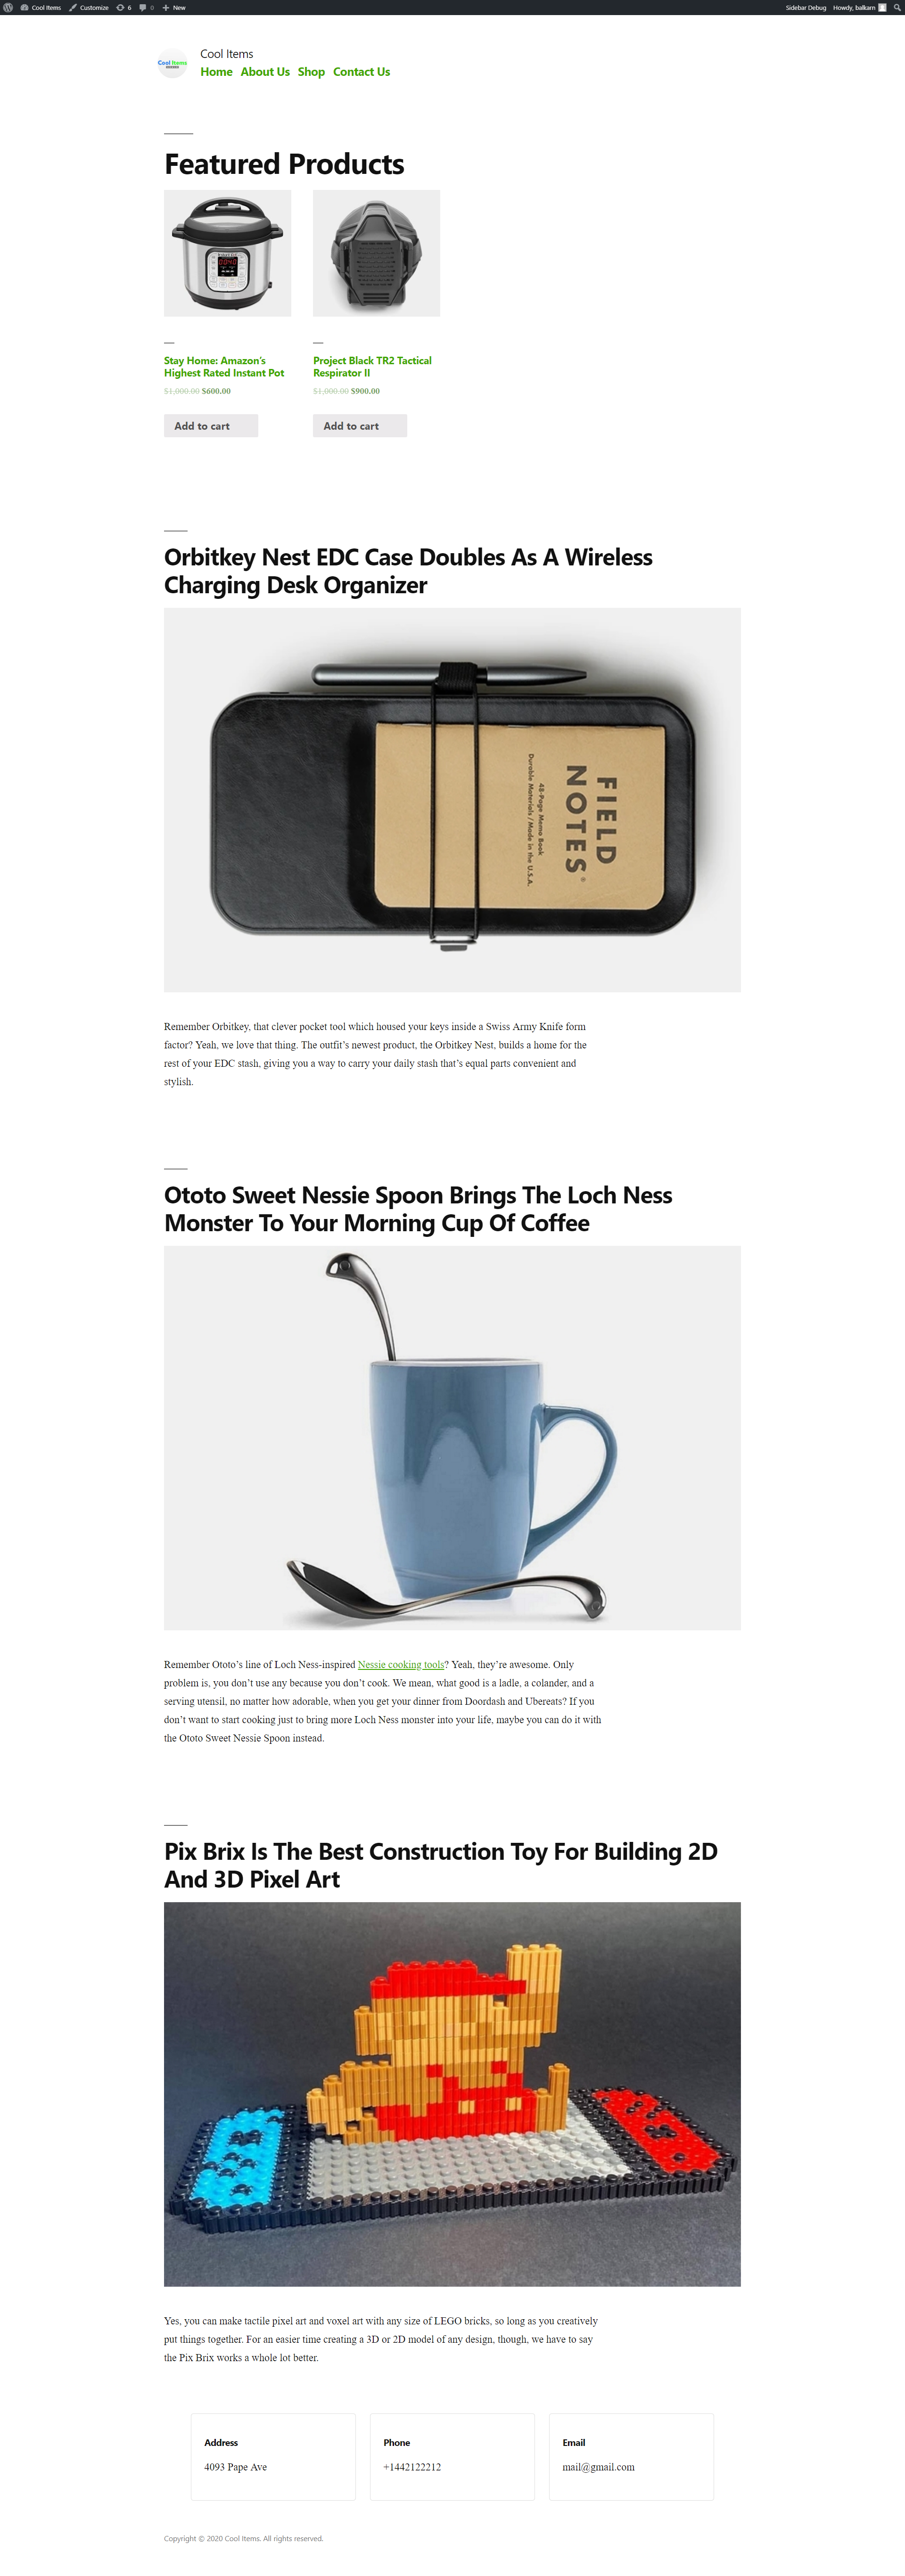 Cool Items
Customize
6
0
New
Sidebar Debug
Howdy, balkarn
Cool Items
Cool Items
Home
About Us
Shop
Contact Us
Featured Products
Stay Home: Amazon’s
Highest Rated Instant Pot
$1,000.00 $600.00
Add to cart
Project Black TR2 Tactical
Respirator II
$1,000.00 $900.00
Add to cart
Orbitkey Nest EDC Case Doubles As A Wireless
Charging Desk Organizer
FIELD
NOTES®
48-Page Memo Book
Durable Materials / Made in the U.S.A.
Remember Orbitkey, that clever pocket tool which housed your keys inside a Swiss Army Knife form
factor? Yeah, we love that thing. The outfit’s newest product, the Orbitkey Nest, builds a home for the
rest of your EDC stash, giving you a way to carry your daily stash that’s equal parts convenient and
stylish.
Ototo Sweet Nessie Spoon Brings The Loch Ness
Monster To Your Morning Cup Of Coffee
Remember Ototo’s line of Loch Ness-inspired Nessie cooking tools? Yeah, they’re awesome. Only
problem is, you don’t use any because you don’t cook. We mean, what good is a ladle, a colander, and a
serving utensil, no matter how adorable, when you get your dinner from Doordash and Ubereats? If you
don’t want to start cooking just to bring more Loch Ness monster into your life, maybe you can do it with
the Ototo Sweet Nessie Spoon instead.
Pix Brix Is The Best Construction Toy For Building 2D
And 3D Pixel Art
Yes, you can make tactile pixel art and voxel art with any size of LEGO bricks, so long as you creatively
put things together. For an easier time creating a 3D or 2D model of any design, though, we have to say
the Pix Brix works a whole lot better.
Address
4093 Pape Ave
Phone
+1442122212
Email
mail@gmail.com
Copyright © 2020 Cool Items. All rights reserved.